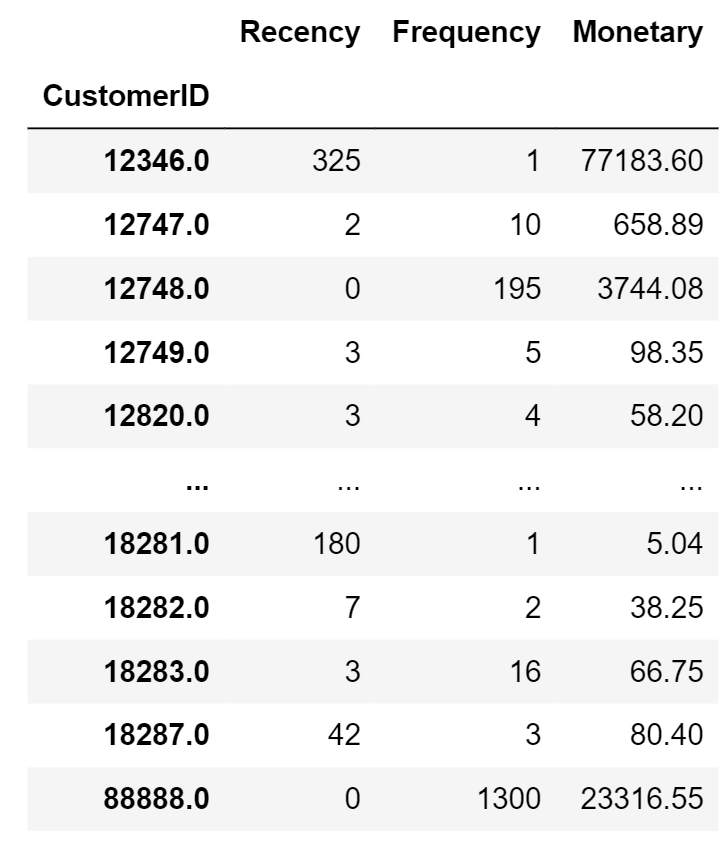 Recency Frequency Monetary
CustomerID
12346.0 325 1 77183.60
12747.0 2 10 658.89
12748.0 0 195 3744.08
12749.0 3 5 98.35
12820.0 3 4 58.20
... ... ... ...
18281.0 180 1 5.04
18282.0 7 2 38.25
18283.0 3 16 66.75
18287.0 42 3 80.40
88888.0 0 1300 23316.55